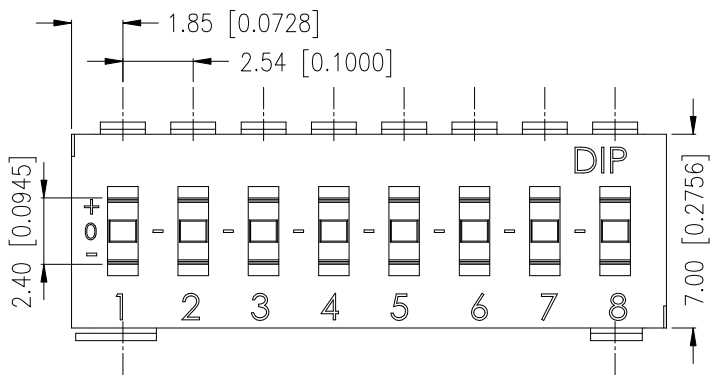 1.85 [0.0728]
2.54 [0.1000]
DIP
2.40 [0.0945]
+
0
-
- - - - - - -
7.00 [0.2756]
1 2 3 4 5 6 7 8